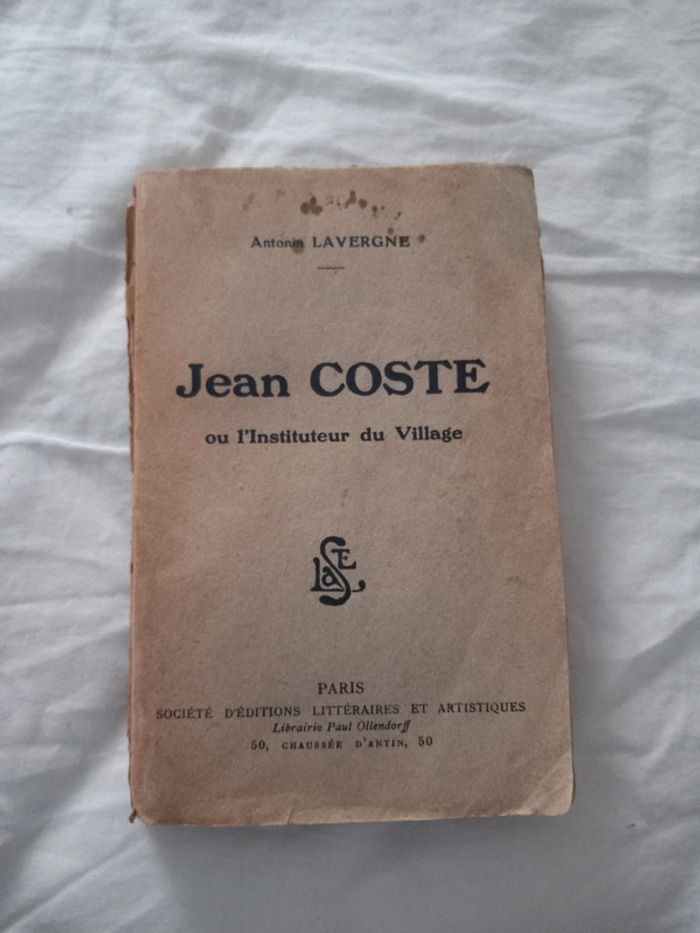 Antonin LAVERGNE
Jean COSTE
ou l'Instituteur du Village
LaSE
PARIS
SOCIÉTÉ D'ÉDITIONS LITTÉRAIRES ET ARTISTIQUES
Librairie Paul Ollendorff
50, CHAUSSÉE D'ANTIN, 50